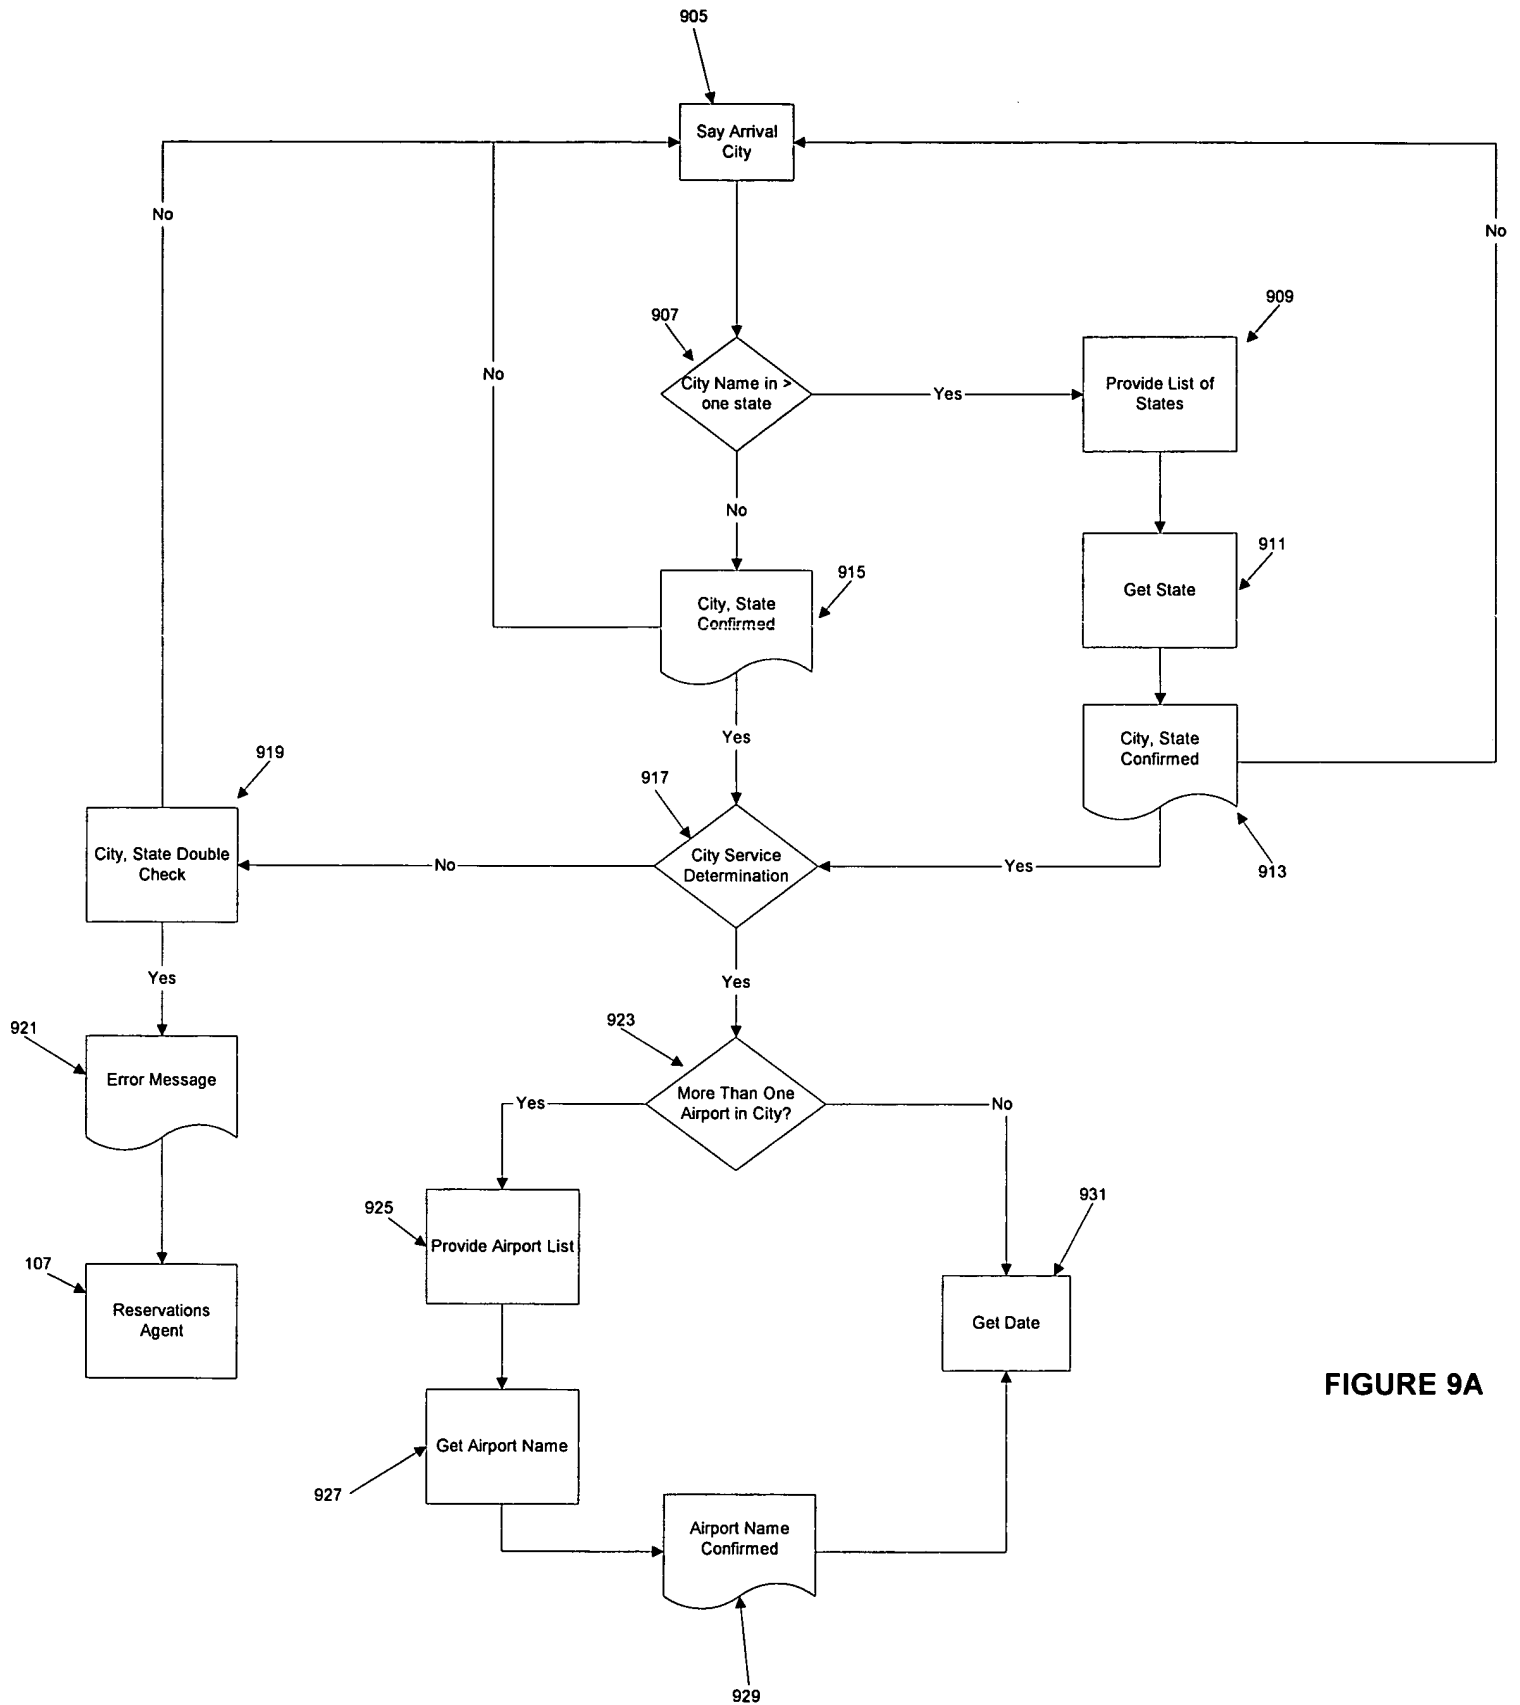 905
Say Arrival
City
No
No
909
907
No
City Name in >
one state
Yes
Provide List of
States
No
911
915
City, State
Confirmed
Get State
Yes
City, State
Confirmed
919
917
City, State Double
Check
No
City Service
Determination
Yes
913
Yes
Yes
921
923
Error Message
More Than One
Airport in City?
Yes
No
931
925
Provide Airport List
107
Reservations
Agent
Get Date
FIGURE 9A
Get Airport Name
927
Airport Name
Confirmed
929